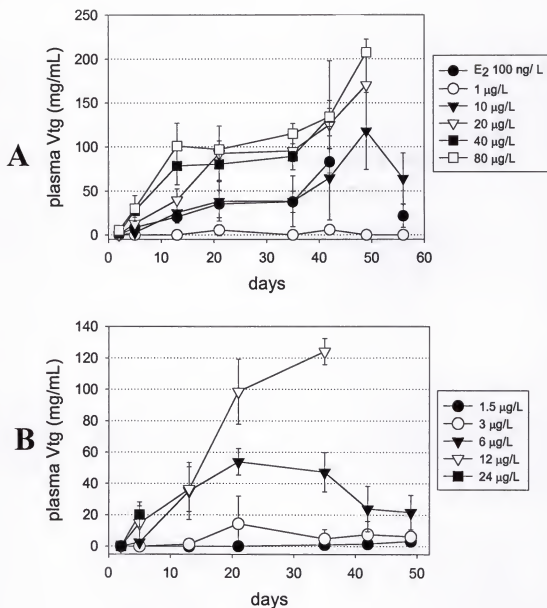 A
plasma Vtg (mg/mL)
250
200
150
100
50
0
0 10 20 30 40 50 60
days
E2 100 ng/ L
1 µg/L
10 µg/L
20 µg/L
40 µg/L
80 µg/L
B
plasma Vtg (mg/mL)
140
120
100
80
60
40
20
0
0 10 20 30 40 50
days
1.5 µg/L
3 µg/L
6 µg/L
12 µg/L
24 µg/L